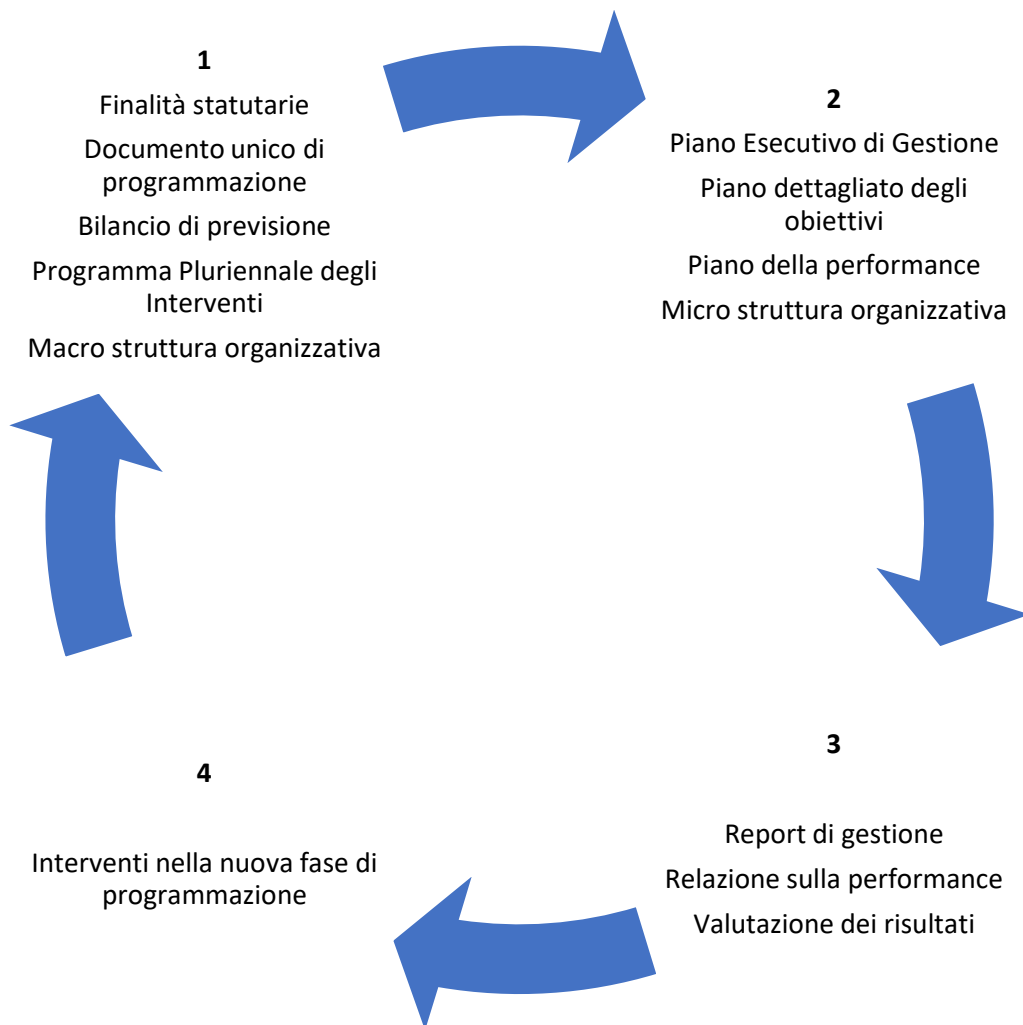 1
Finalità statutarie
Documento unico di
programmazione
Bilancio di previsione
Programma Pluriennale degli
Interventi
Macro struttura organizzativa
2
Piano Esecutivo di Gestione
Piano dettagliato degli
obiettivi
Piano della performance
Micro struttura organizzativa
3
Report di gestione
Relazione sulla performance
Valutazione dei risultati
4
Interventi nella nuova fase di
programmazione